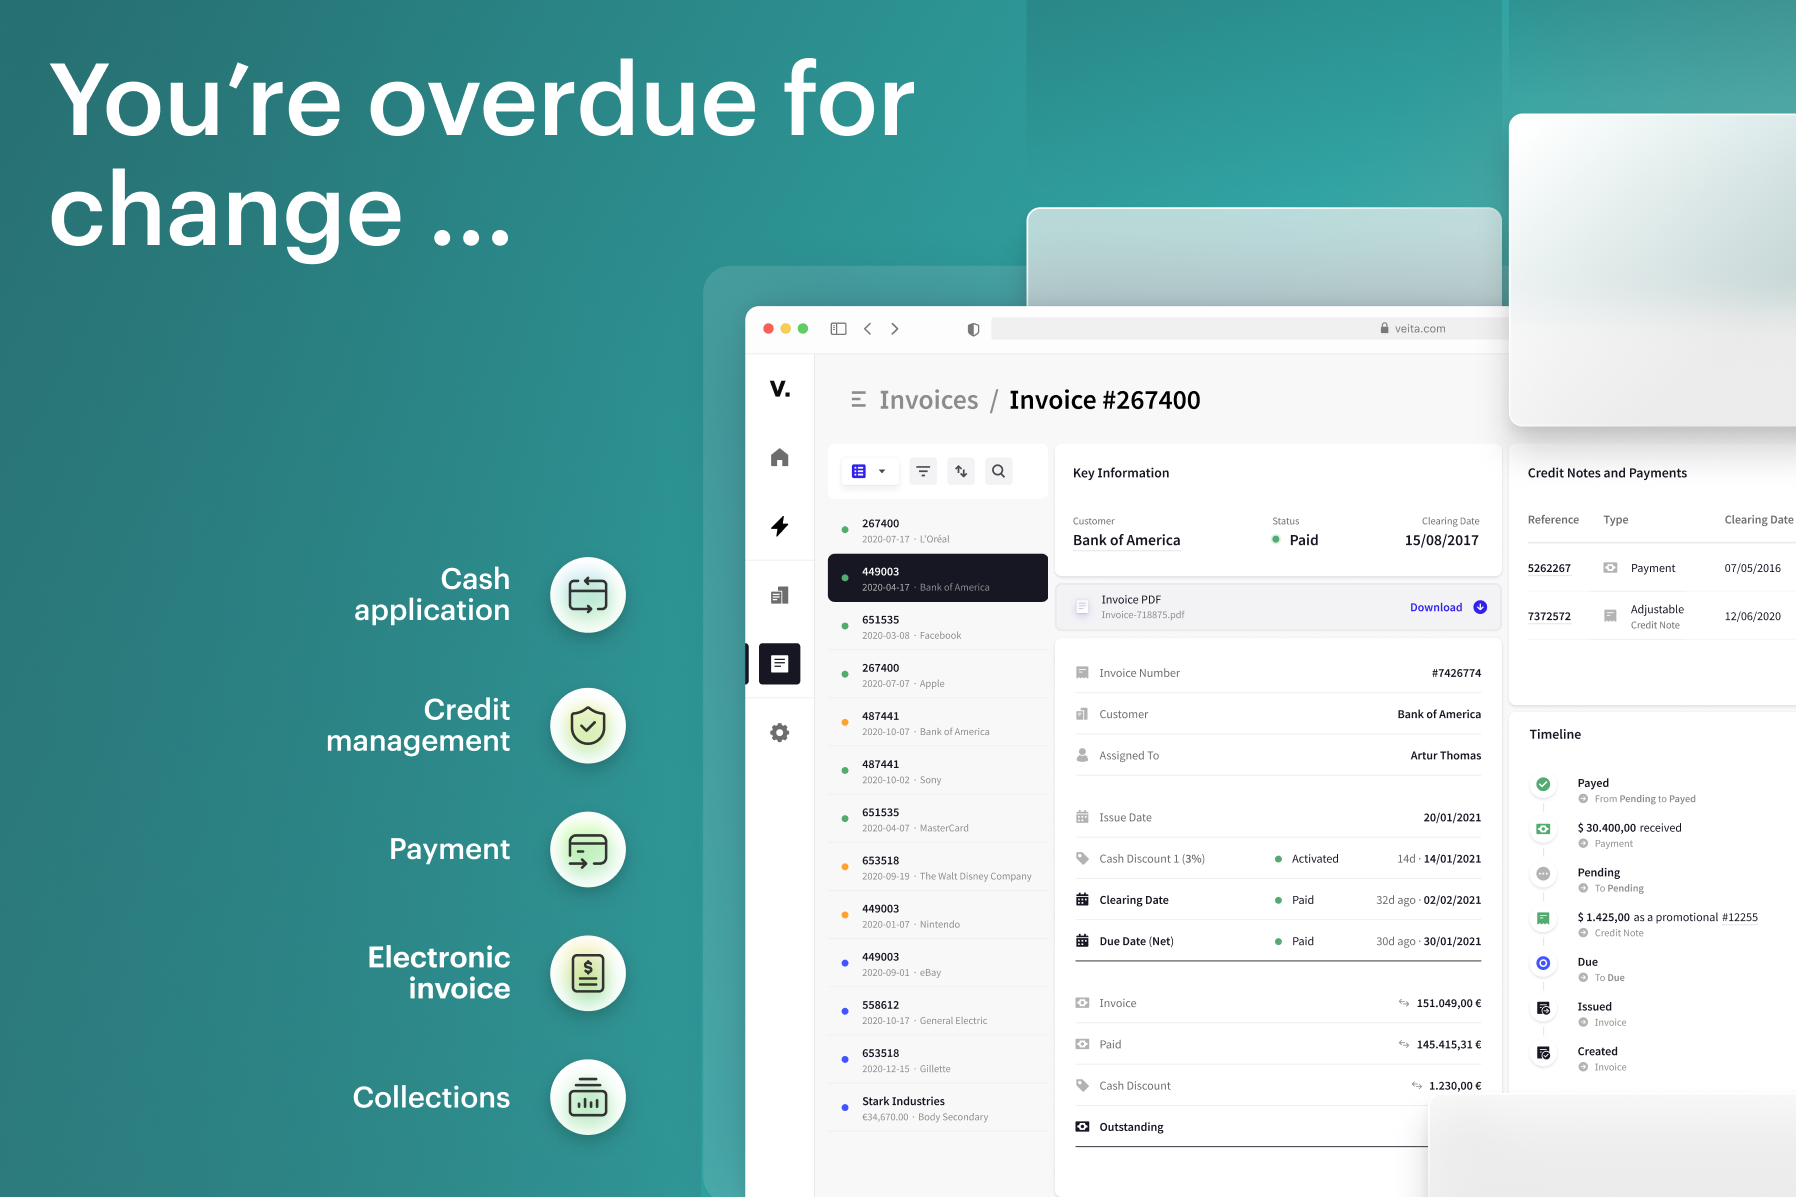 You’re overdue for
change ...
Cash
application
Credit
management
Payment
Electronic
invoice
Collections
veita.com
V.
Invoices / Invoice #267400
267400
2020-07-17 · L'Oréal
449003
2020-04-17 · Bank of America
651535
2020-03-08 · Facebook
267400
2020-07-07 · Apple
487441
2020-10-07 · Bank of America
487441
2020-10-02 · Sony
651535
2020-04-07 · MasterCard
653518
2020-09-19 · The Walt Disney Company
449003
2020-01-07 · Nintendo
449003
2020-09-01 · eBay
558612
2020-10-17 · General Electric
653518
2020-12-15 · Gillette
Stark Industries
€34,670.00 · Body Secondary
Key Information
Customer Status Clearing Date
Bank of America Paid 15/08/2017
Invoice PDF
Invoice-718875.pdf
Download
Invoice Number #7426774
Customer Bank of America
Assigned To Artur Thomas
Issue Date 20/01/2021
Cash Discount 1 (3%) Activated 14d · 14/01/2021
Clearing Date Paid 32d ago · 02/02/2021
Due Date (Net) Paid 30d ago · 30/01/2021
Invoice 151.049,00 €
Paid 145.415,31 €
Cash Discount 1.230,00 €
Outstanding
Credit Notes and Payments
Reference Type Clearing Date
5262267 Payment 07/05/2016
7372572 Adjustable 12/06/2020
Credit Note
Timeline
Payed
From Pending to Payed
$ 30.400,00 received
Payment
Pending
To Pending
$ 1.425,00 as a promotional #12255
Credit Note
Due
To Due
Issued
Invoice
Created
Invoice